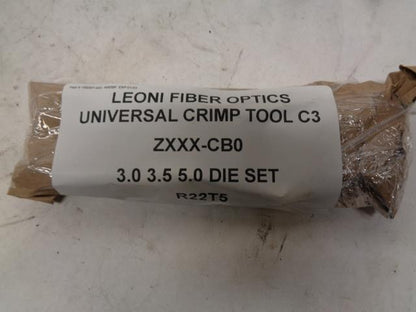 LEONI FIBER OPTICS
UNIVERSAL CRIMP TOOL C3
ZXXX-CB0
3.0 3.5 5.0 DIE SET
R22T5